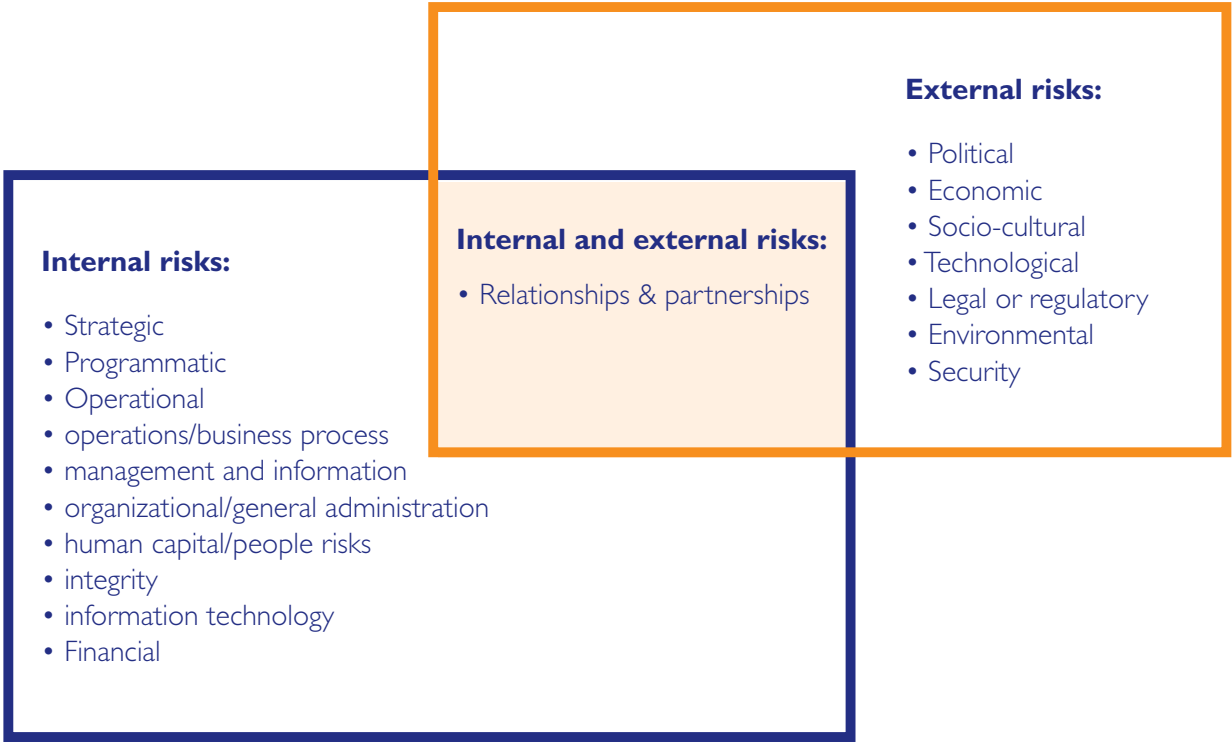 External risks:
• Political
• Economic
• Socio-cultural
• Technological
• Legal or regulatory
• Environmental
• Security
Internal and external risks:
• Relationships & partnerships
Internal risks:
• Strategic
• Programmatic
• Operational
• operations/business process
• management and information
• organizational/general administration
• human capital/people risks
• integrity
• information technology
• Financial